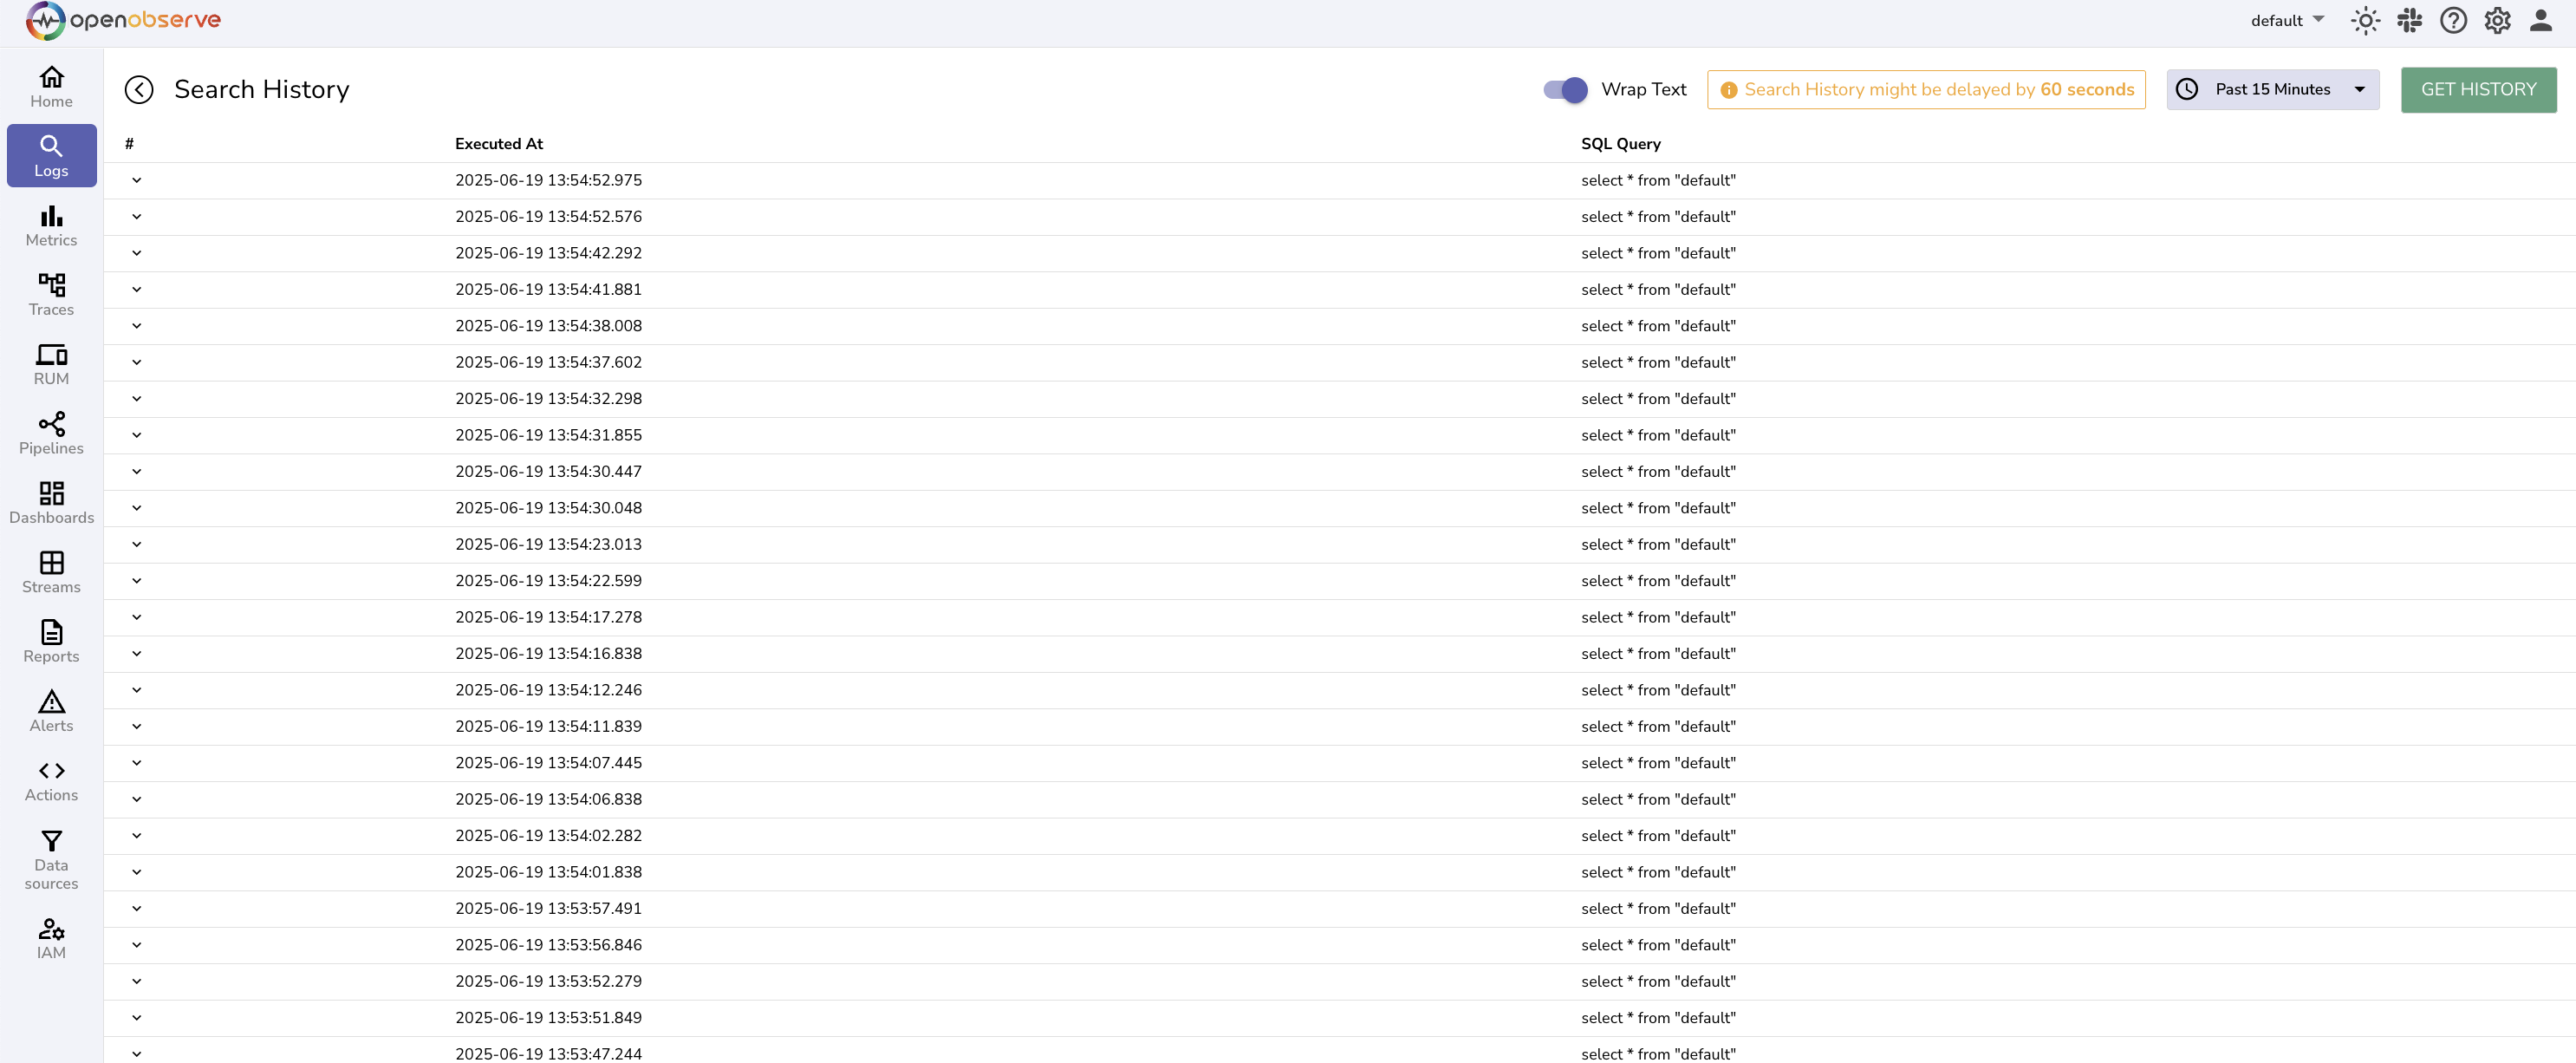 openobserve
default
Home
Logs
Metrics
Traces
RUM
Pipelines
Dashboards
Streams
Reports
Alerts
Actions
Data
sources
IAM
Search History
Wrap Text
Search History might be delayed by 60 seconds
Past 15 Minutes
GET HISTORY
# Executed At SQL Query
2025-06-19 13:54:52.975 select * from "default"
2025-06-19 13:54:52.576 select * from "default"
2025-06-19 13:54:42.292 select * from "default"
2025-06-19 13:54:41.881 select * from "default"
2025-06-19 13:54:38.008 select * from "default"
2025-06-19 13:54:37.602 select * from "default"
2025-06-19 13:54:32.298 select * from "default"
2025-06-19 13:54:31.855 select * from "default"
2025-06-19 13:54:30.447 select * from "default"
2025-06-19 13:54:30.048 select * from "default"
2025-06-19 13:54:23.013 select * from "default"
2025-06-19 13:54:22.599 select * from "default"
2025-06-19 13:54:17.278 select * from "default"
2025-06-19 13:54:16.838 select * from "default"
2025-06-19 13:54:12.246 select * from "default"
2025-06-19 13:54:11.839 select * from "default"
2025-06-19 13:54:07.445 select * from "default"
2025-06-19 13:54:06.838 select * from "default"
2025-06-19 13:54:02.282 select * from "default"
2025-06-19 13:54:01.838 select * from "default"
2025-06-19 13:53:57.491 select * from "default"
2025-06-19 13:53:56.846 select * from "default"
2025-06-19 13:53:52.279 select * from "default"
2025-06-19 13:53:51.849 select * from "default"
2025-06-19 13:53:47.244 select * from "default"